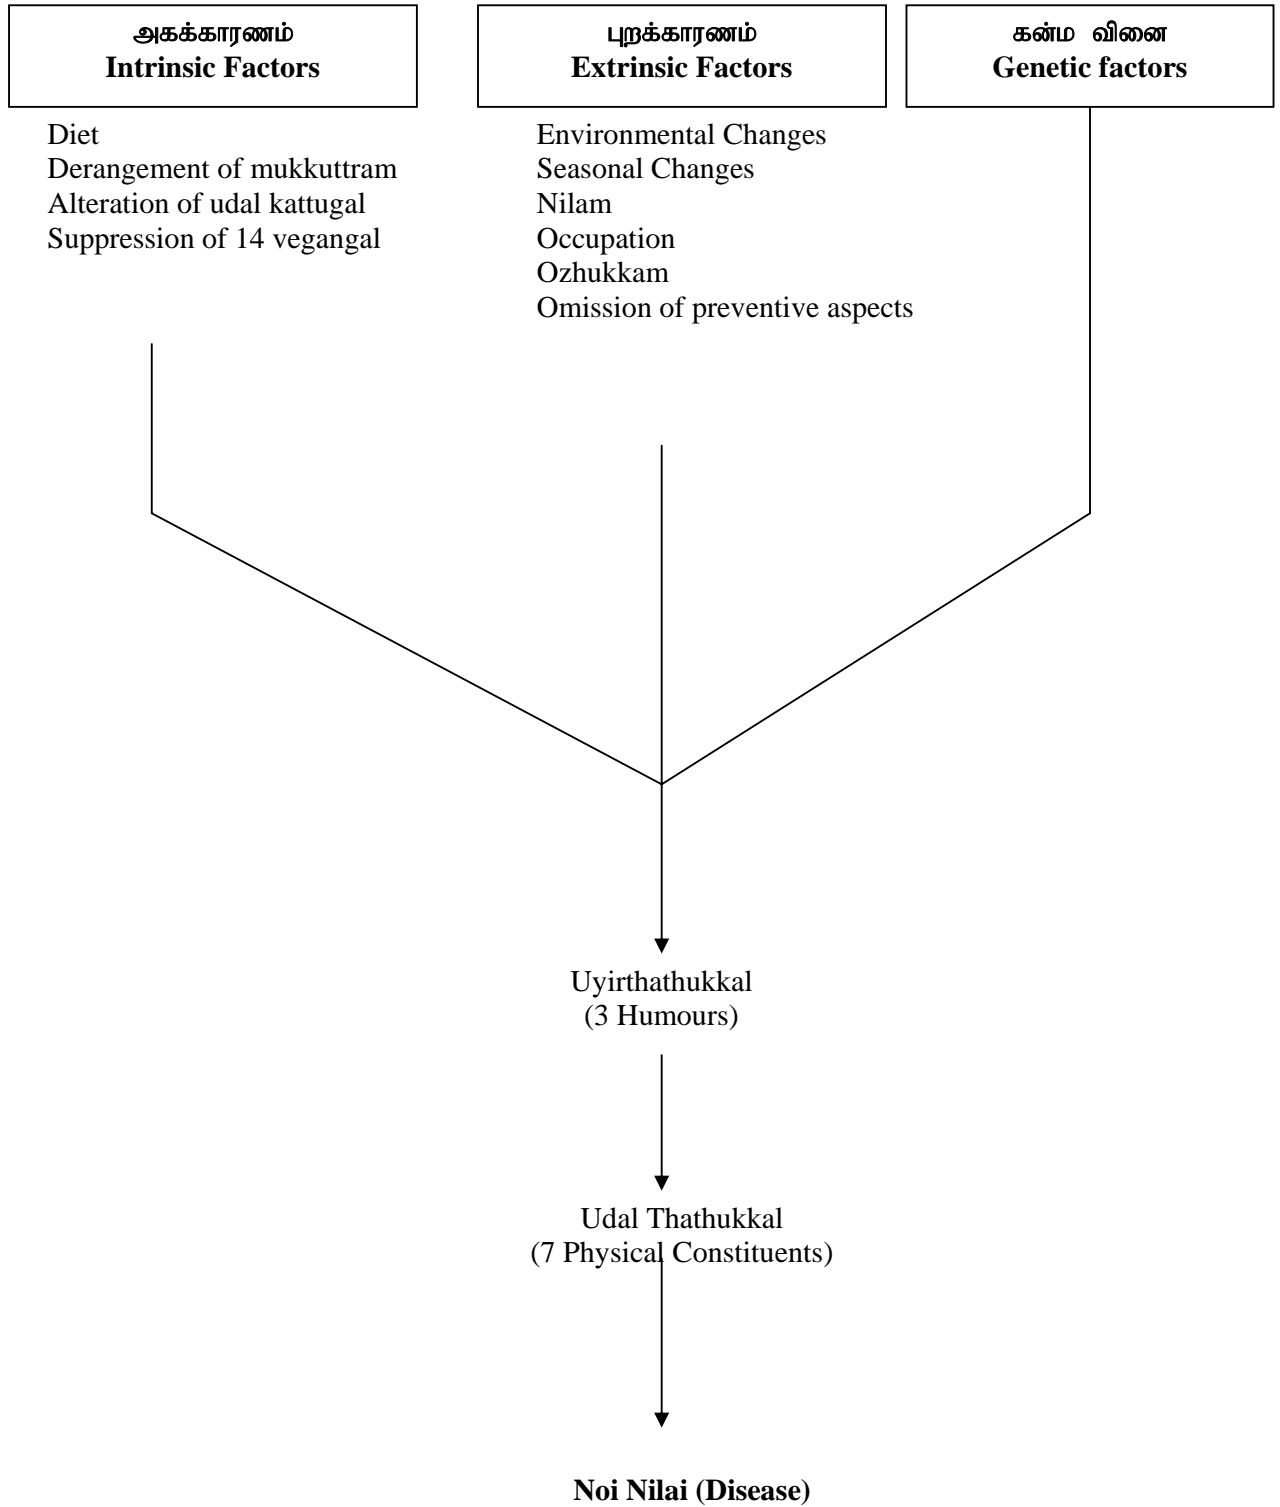 அகக்காரணம்
Intrinsic Factors
புறக்காரணம்
Extrinsic Factors
கன்ம வினை
Genetic factors
Diet
Derangement of mukkuttram
Alteration of udal kattugal
Suppression of 14 vegangal
Environmental Changes
Seasonal Changes
Nilam
Occupation
Ozhukkam
Omission of preventive aspects
Uyirthathukkal
(3 Humours)
Udal Thathukkal
(7 Physical Constituents)
Noi Nilai (Disease)